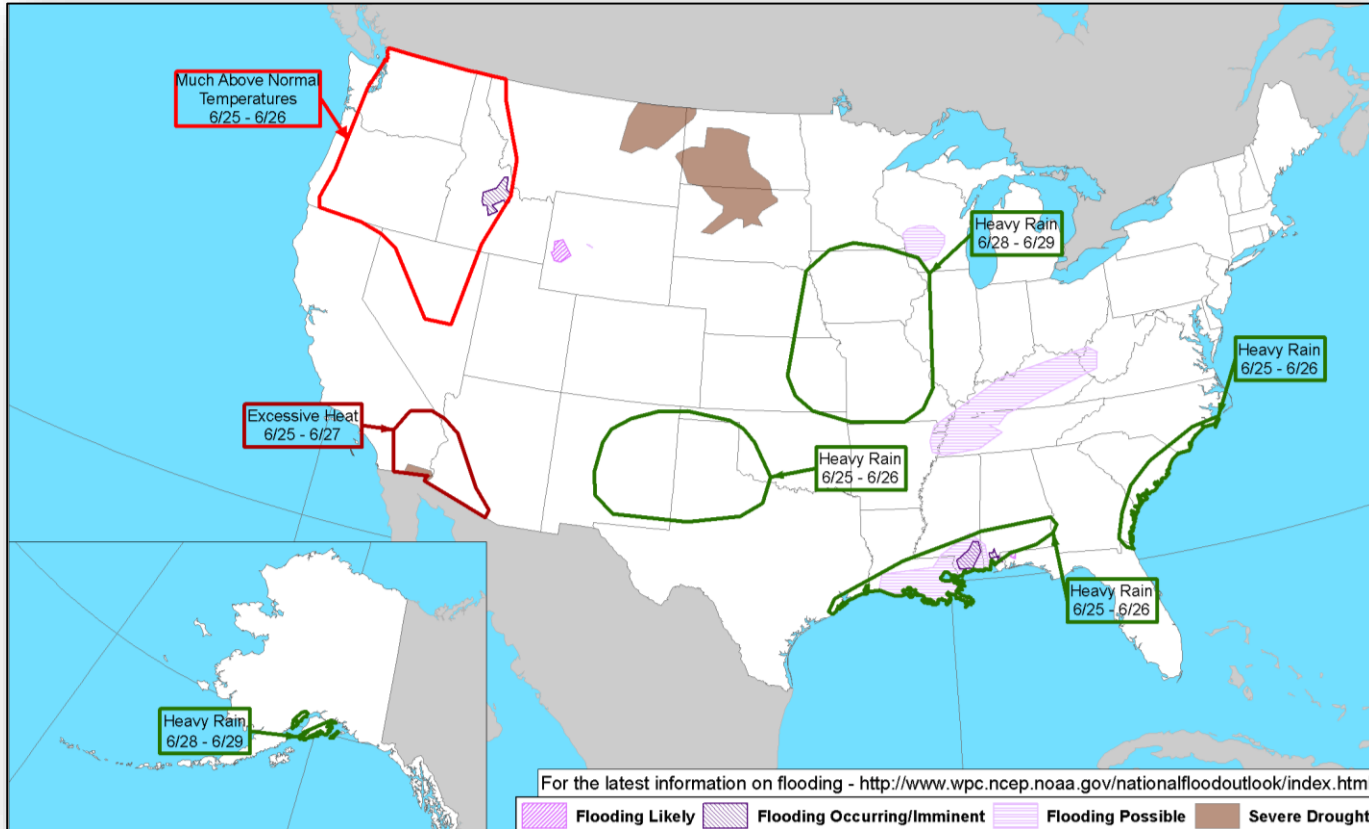 Much Above Normal
Temperatures
6/25 - 6/26
Heavy Rain
6/28 - 6/29
Heavy Rain
6/25 - 6/26
Excessive Heat
6/25 - 6/27
Heavy Rain
6/25 - 6/26
Heavy Rain
6/25 - 6/26
Heavy Rain
6/28 - 6/29
For the latest information on flooding - http://www.wpc.ncep.noaa.gov/nationalfloodoutlook/index.htm
Flooding Likely
Flooding Occurring/Imminent
Flooding Possible
Severe Drought